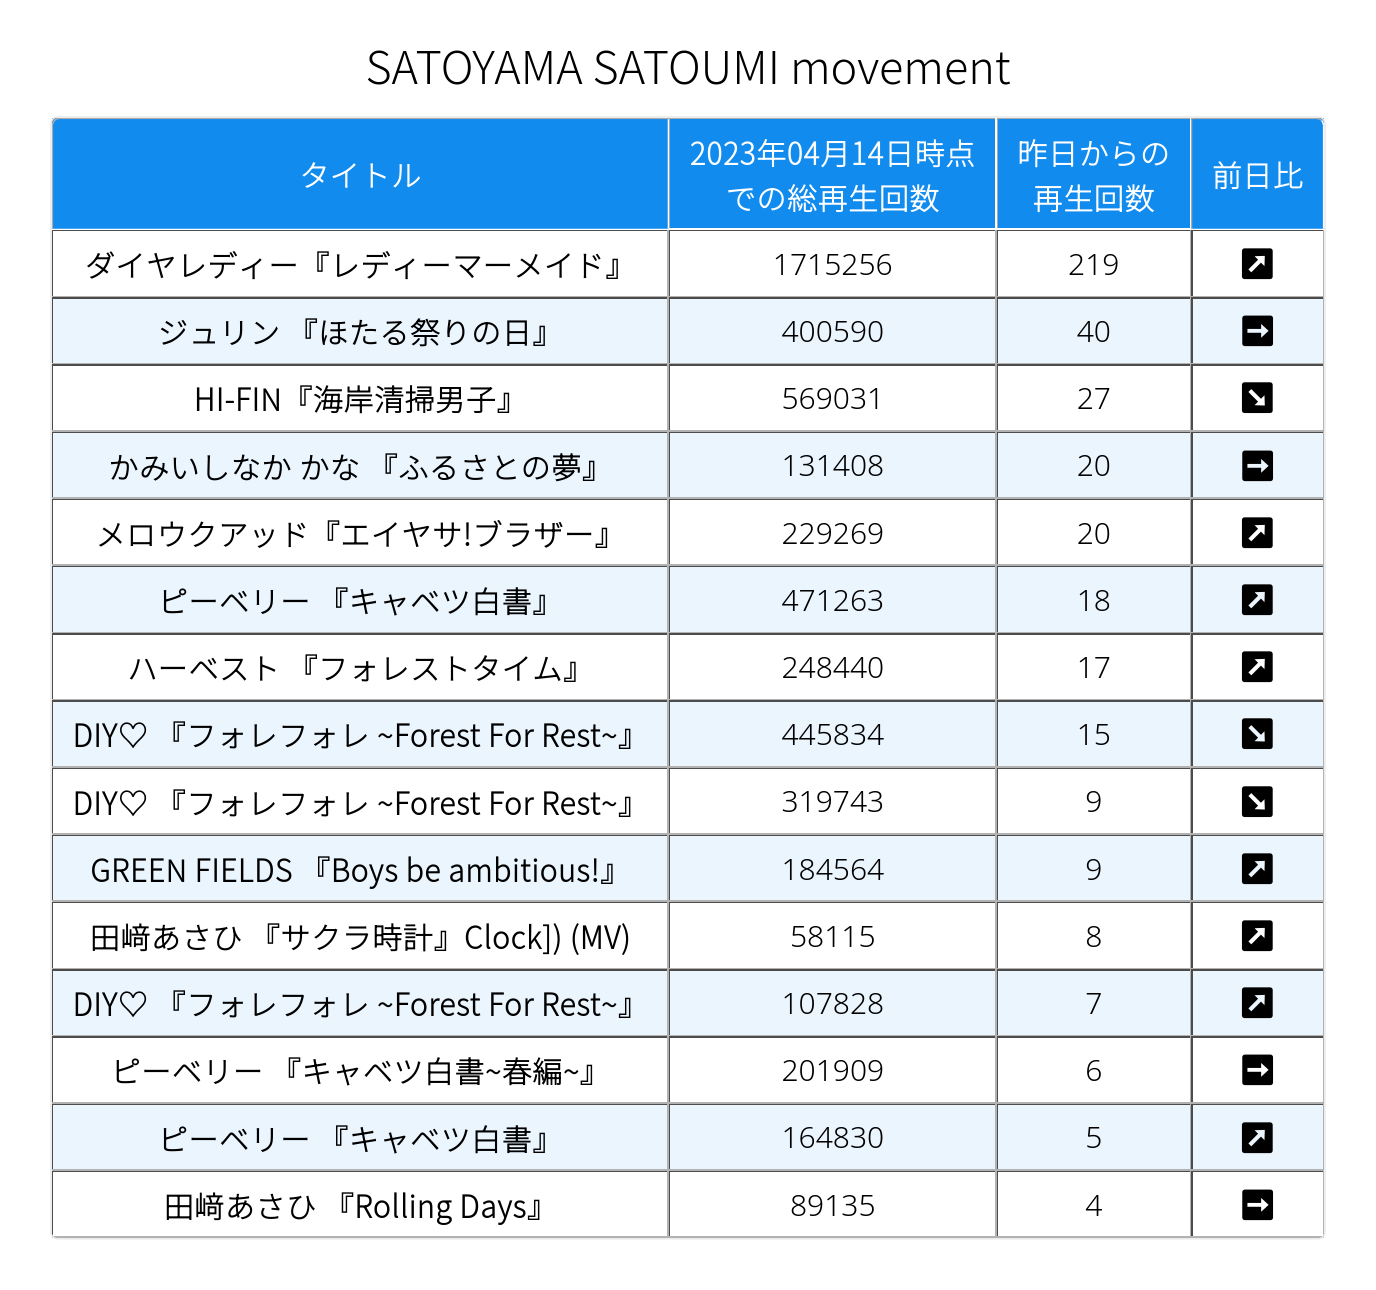 SATOYAMA SATOUMI movement
タイトル 2023年04月14日時点での総再生回数 昨日からの再生回数 前日比
ダイヤレディー『レディーマーメイド』 1715256 219 ↗
ジュリン 『ほたる祭りの日』 400590 40 →
HI-FIN『海岸清掃男子』 569031 27 ↘
かみいしなか かな 『ふるさとの夢』 131408 20 →
メロウクアッド『エイヤサ!ブラザー』 229269 20 ↗
ピーベリー 『キャベツ白書』 471263 18 ↗
ハーベスト 『フォレストタイム』 248440 17 ↗
DIY♡ 『フォレフォレ ~Forest For Rest~』 445834 15 ↘
DIY♡ 『フォレフォレ ~Forest For Rest~』 319743 9 ↘
GREEN FIELDS 『Boys be ambitious!』 184564 9 ↗
田﨑あさひ 『サクラ時計』Clock]) (MV) 58115 8 ↗
DIY♡ 『フォレフォレ ~Forest For Rest~』 107828 7 ↗
ピーベリー 『キャベツ白書~春編~』 201909 6 →
ピーベリー 『キャベツ白書』 164830 5 ↗
田﨑あさひ 『Rolling Days』 89135 4 →